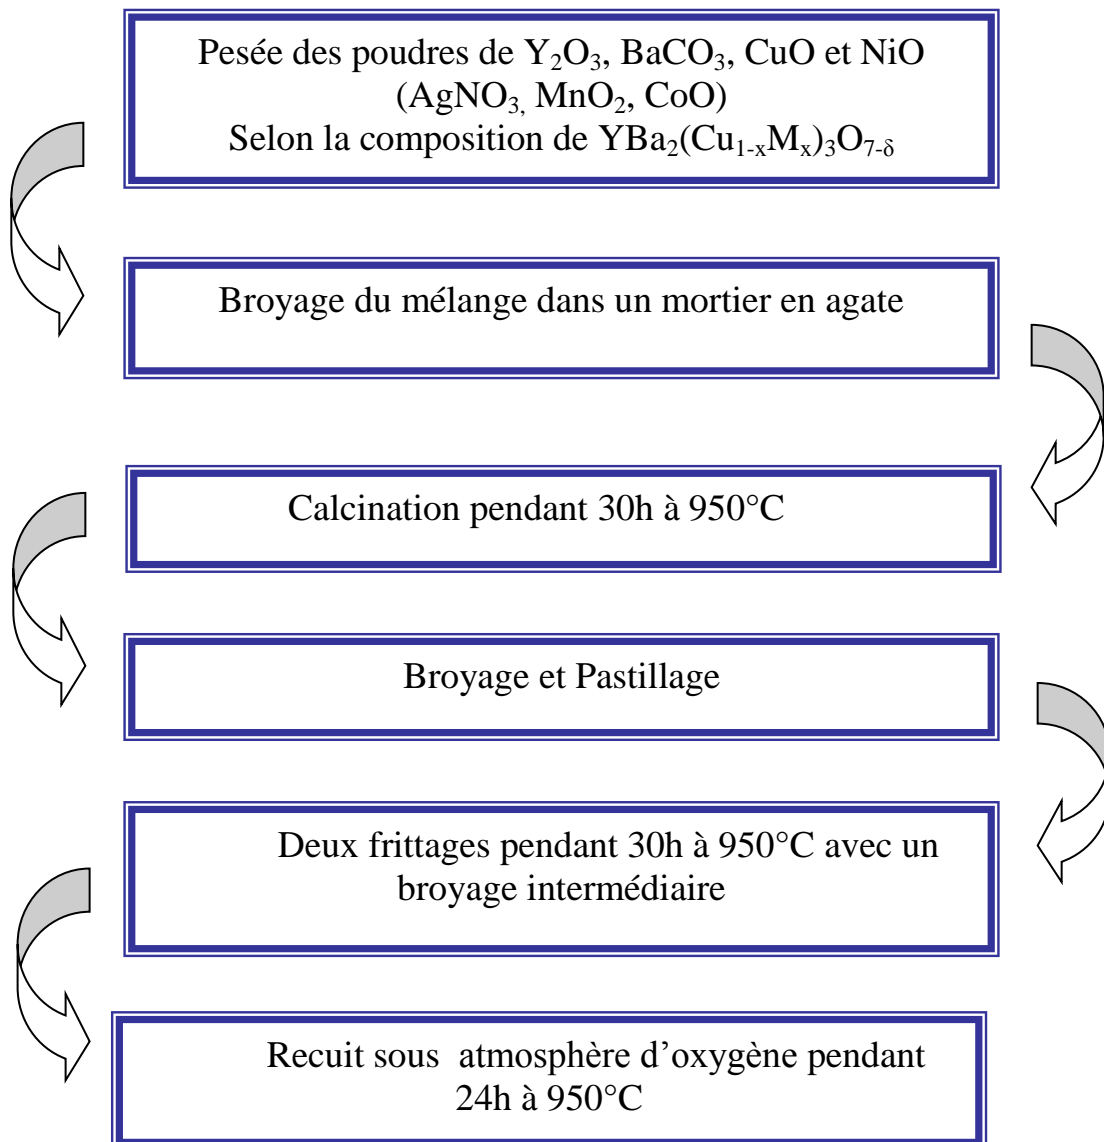 Pesée des poudres de Y₂O₃, BaCO₃, CuO et NiO
(AgNO₃, MnO₂, CoO)
Selon la composition de YBa₂(Cu₁₋ₓMₓ)₃O₇₋δ
Broyage du mélange dans un mortier en agate
Calcination pendant 30h à 950°C
Broyage et Pastillage
Deux frittages pendant 30h à 950°C avec un
broyage intermédiaire
Recuit sous atmosphère d’oxygène pendant
24h à 950°C